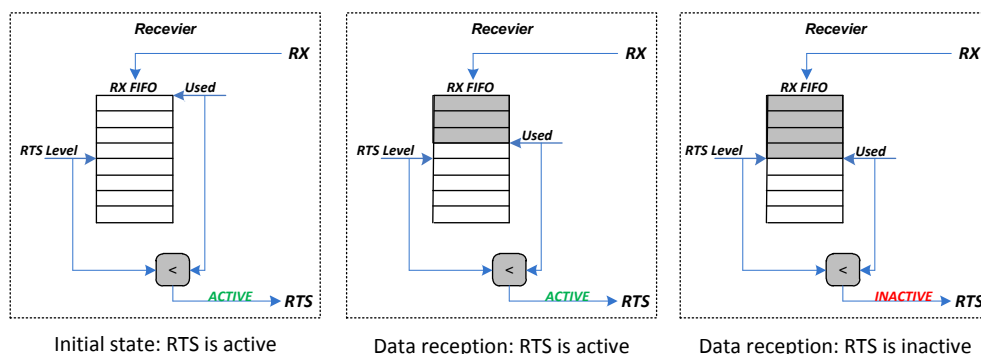 Recevier
RX
RX FIFO
Used
RTS Level
<
ACTIVE
RTS
Initial state: RTS is active
Recevier
RX
RX FIFO
Used
RTS Level
<
ACTIVE
RTS
Data reception: RTS is active
Recevier
RX
RX FIFO
RTS Level
Used
<
INACTIVE
RTS
Data reception: RTS is inactive